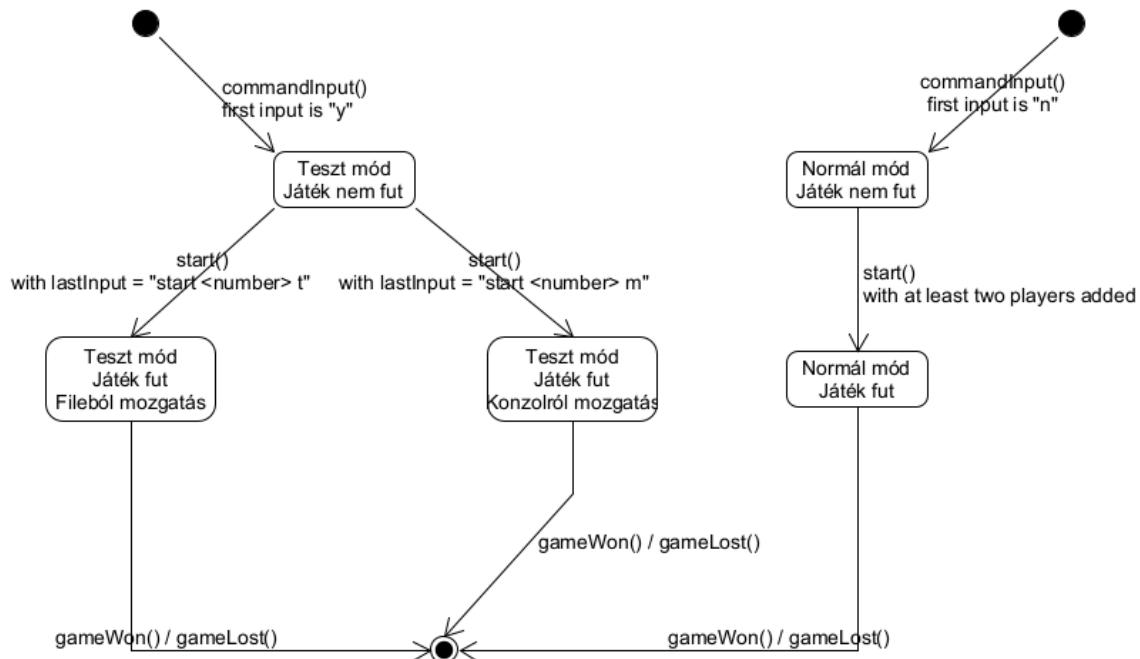 commandInput()
first input is "y"
commandInput()
first input is "n"
Teszt mód
Játék nem fut
Normál mód
Játék nem fut
start()
with lastInput = "start <number> t"
start()
with lastInput = "start <number> m"
start()
with at least two players added
Teszt mód
Játék fut
Fileból mozgatás
Teszt mód
Játék fut
Konzolról mozgatás
Normál mód
Játék fut
gameWon() / gameLost()
gameWon() / gameLost()
gameWon() / gameLost()